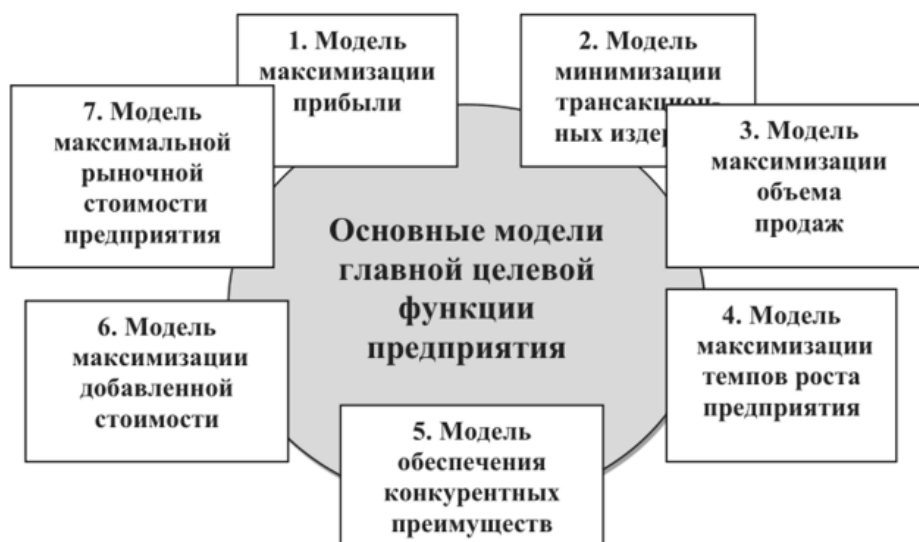 1. Модель
максимизации
прибыли
2. Модель
минимизации
трансакцион-
ных
3. Модель
максимизации
объема
продаж
7. Модель
максимальной
рыночной
стоимости
предприятия
Основные модели
главной целевой
функции
предприятия
4. Модель
максимизации
темпов роста
предприятия
6. Модель
максимизации
добавленной
стоимости
5. Модель
обеспечения
конкурентных
преимуществ